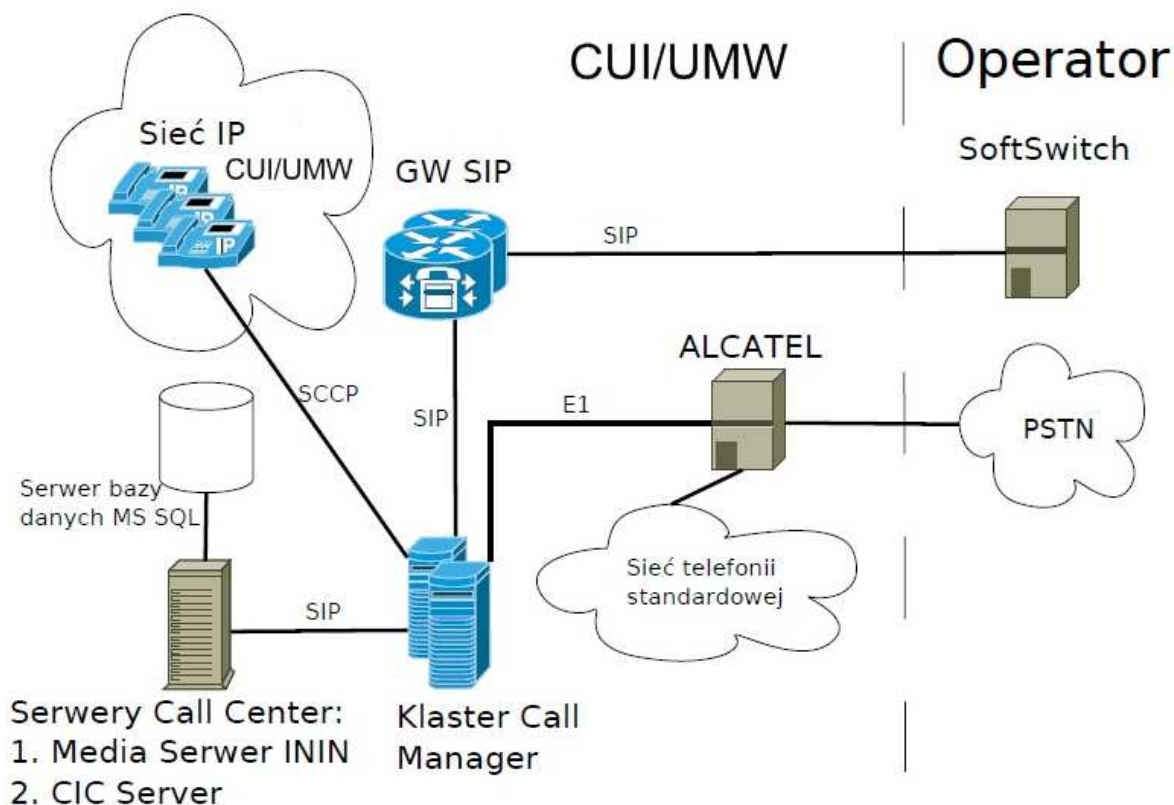 CUI/UMW
Operator
Sieć IP
CUI/UMW
IP
IP
IP
GW SIP
SoftSwitch
SIP
ALCATEL
SCCP
SIP
E1
PSTN
Serwer bazy
danych MS SQL
Sieć telefonii
standardowej
SIP
Serwery Call Center:
1. Media Serwer ININ
2. CIC Server
Klaster Call
Manager